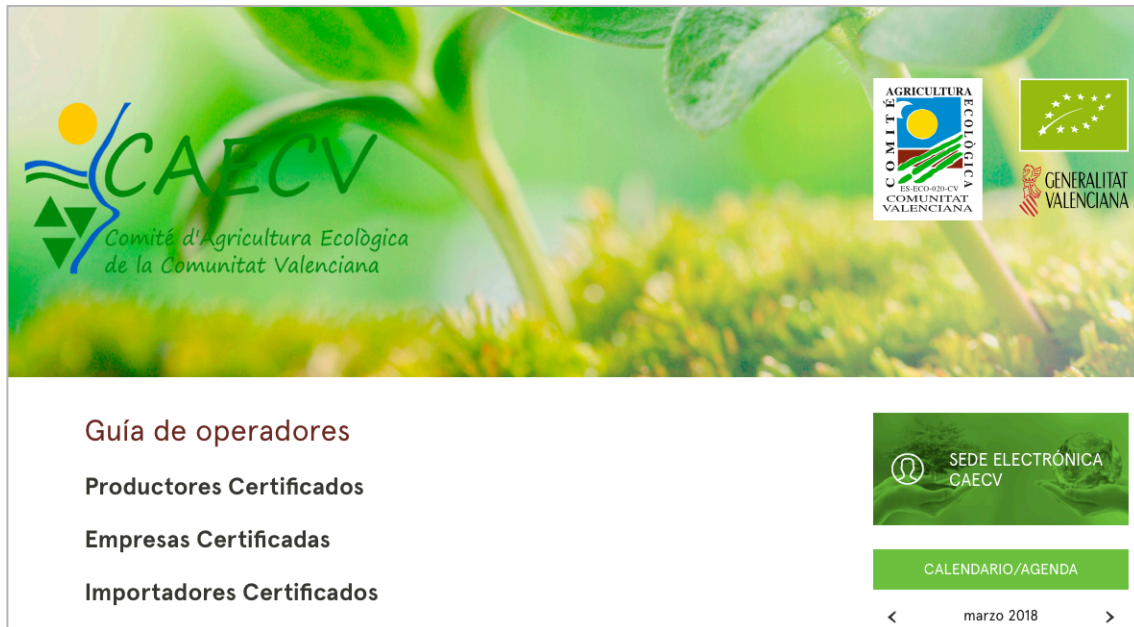 CAECV
Comité d'Agricultura Ecològica
de la Comunitat Valenciana
COMITÉ
AGRICULTURA
ECOLÒGICA
ES-ECO-020-CV
COMUNITAT
VALENCIANA
GENERALITAT
VALENCIANA
Guía de operadores
Productores Certificados
Empresas Certificadas
Importadores Certificados
SEDE ELECTRÓNICA
CAECV
CALENDARIO/AGENDA
< marzo 2018 >